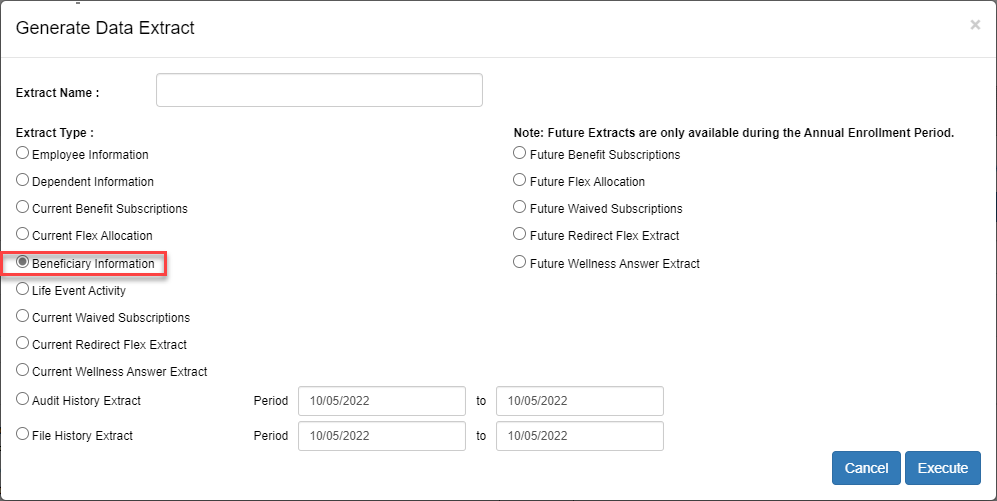 Generate Data Extract
×
Extract Name :
Extract Type :
Note: Future Extracts are only available during the Annual Enrollment Period.
Employee Information
Future Benefit Subscriptions
Dependent Information
Future Flex Allocation
Current Benefit Subscriptions
Future Waived Subscriptions
Current Flex Allocation
Future Redirect Flex Extract
Beneficiary Information
Future Wellness Answer Extract
Life Event Activity
Current Waived Subscriptions
Current Redirect Flex Extract
Current Wellness Answer Extract
Audit History Extract Period 10/05/2022 to 10/05/2022
File History Extract Period 10/05/2022 to 10/05/2022
Cancel Execute